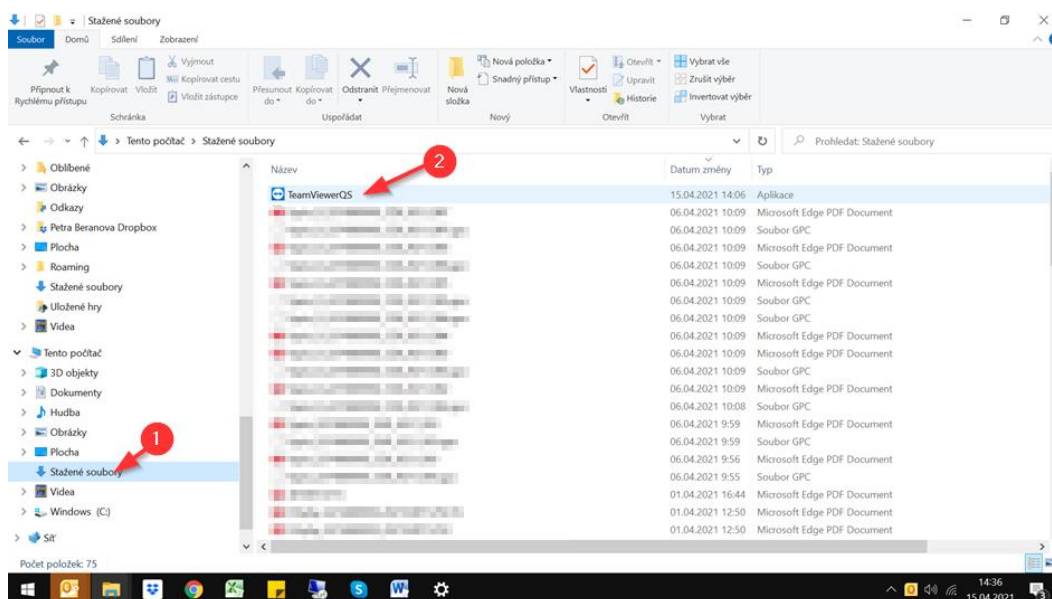 Stažené soubory
Soubor Domů Sdílení Zobrazení
Připnout k Rychlému přístupu
Kopírovat Vložit
Vyjmout
Kopírovat cestu
Vložit zástupce
Přesunout do Kopírovat do Odstranit Přejmenovat
Nová složka
Nová položka
Snadný přístup
Vlastnosti
Otevřít
Upravit
Historie
Vybrat vše
Zrušit výběr
Invertovat výběr
Schránka Uspořádat Nový Otevřít Vybrat
Tento počítač > Stažené soubory
Prohledat: Stažené soubory
Oblíbené
Obrázky
Odkazy
Petra Beranova Dropbox
Plocha
Roaming
Stažené soubory
Uložené hry
Videa
Tento počítač
3D objekty
Dokumenty
Hudba
Obrázky
1
Plocha
Stažené soubory
Videa
Windows (C:)
Síť
Název Datum změny Typ
2
TeamViewerQS 15.04.2021 14:06 Aplikace
06.04.2021 10:09 Microsoft Edge PDF Document
06.04.2021 10:09 Soubor GPC
06.04.2021 10:09 Microsoft Edge PDF Document
06.04.2021 10:09 Soubor GPC
06.04.2021 10:09 Microsoft Edge PDF Document
06.04.2021 10:09 Soubor GPC
06.04.2021 10:09 Soubor GPC
06.04.2021 10:09 Microsoft Edge PDF Document
06.04.2021 10:09 Microsoft Edge PDF Document
06.04.2021 10:09 Soubor GPC
06.04.2021 10:09 Microsoft Edge PDF Document
06.04.2021 10:08 Soubor GPC
06.04.2021 9:59 Microsoft Edge PDF Document
06.04.2021 9:59 Soubor GPC
06.04.2021 9:56 Microsoft Edge PDF Document
06.04.2021 9:55 Soubor GPC
01.04.2021 16:44 Microsoft Edge PDF Document
01.04.2021 12:50 Microsoft Edge PDF Document
01.04.2021 12:50 Microsoft Edge PDF Document
Počet položek: 75
14:36
15.04.2021